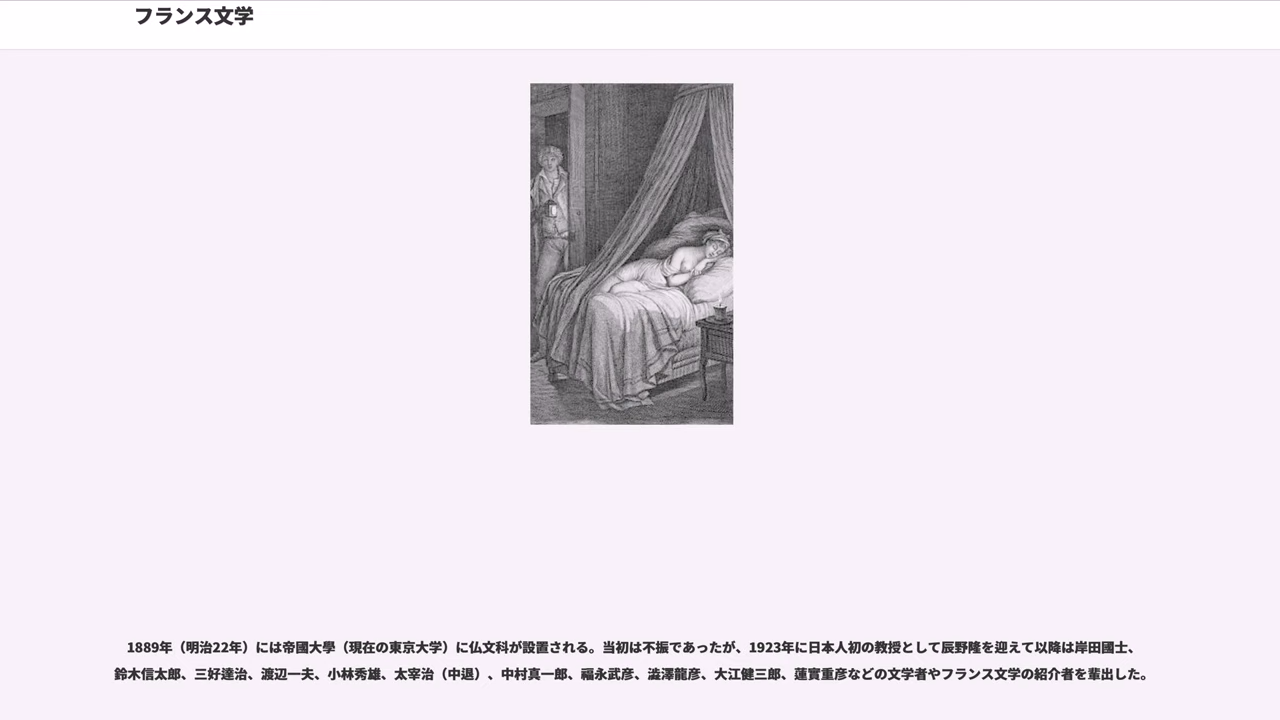 フランス文学
1889年（明治22年）には帝國大學（現在の東京大学）に仏文科が設置される。当初は不振であったが、1923年に日本人初の教授として辰野隆を迎えて以降は岸田國士、
鈴木信太郎、三好達治、渡辺一夫、小林秀雄、太宰治（中退）、中村真一郎、福永武彦、澁澤龍彦、大江健三郎、蓮實重彦などの文学者やフランス文学の紹介者を輩出した。